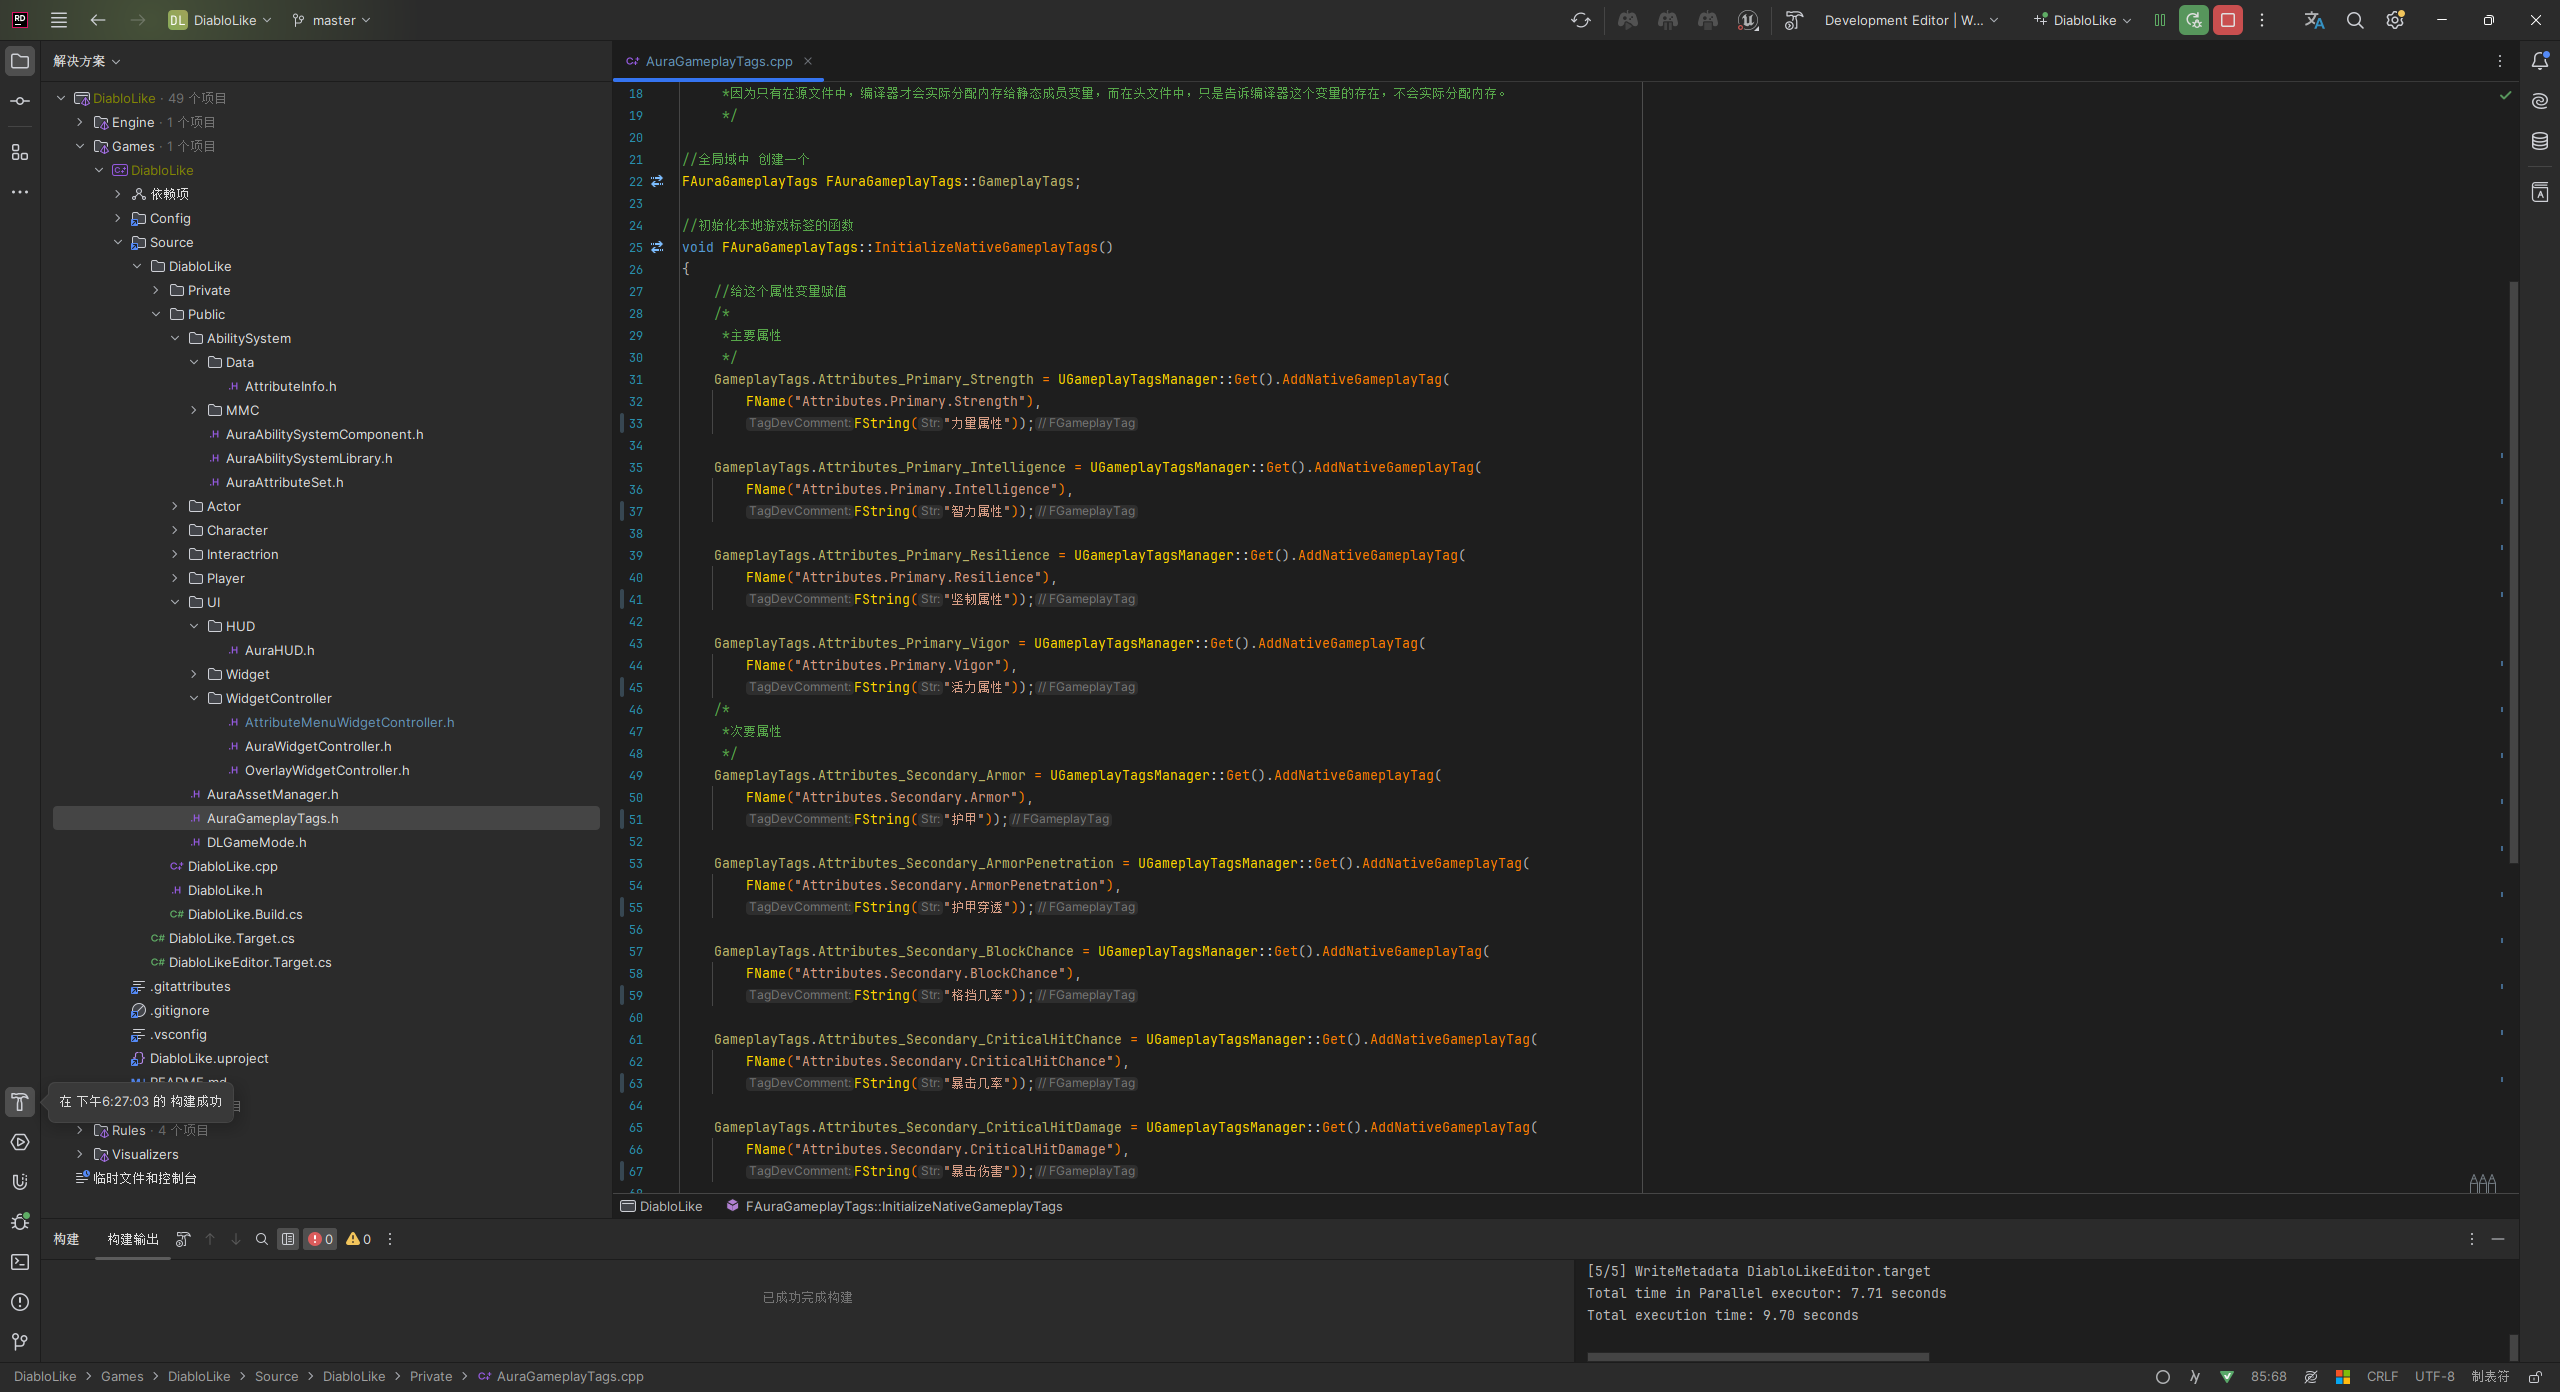 DL DiabloLike master Development Editor | W... DiabloLike
解决方案
DiabloLike · 49 个项目
Engine · 1 个项目
Games · 1 个项目
DiabloLike
依赖项
Config
Source
DiabloLike
Private
Public
AbilitySystem
Data
AttributeInfo.h
MMC
AuraAbilitySystemComponent.h
AuraAbilitySystemLibrary.h
AuraAttributeSet.h
Actor
Character
Interactrion
Player
UI
HUD
AuraHUD.h
Widget
WidgetController
AttributeMenuWidgetController.h
AuraWidgetController.h
OverlayWidgetController.h
AuraAssetManager.h
AuraGameplayTags.h
DLGameMode.h
DiabloLike.cpp
DiabloLike.h
DiabloLike.Build.cs
DiabloLike.Target.cs
DiabloLikeEditor.Target.cs
.gitattributes
.gitignore
.vsconfig
DiabloLike.uproject
README.md
在 下午6:27:03 的 构建成功
Rules · 4 个项目
Visualizers
临时文件和控制台
AuraGameplayTags.cpp
18 *因为只有在源文件中，编译器才会实际分配内存给静态成员变量，而在头文件中，只是告诉编译器这个变量的存在，不会实际分配内存。
19 */
20
21 //全局域中 创建一个
22 FAuraGameplayTags FAuraGameplayTags::GameplayTags;
23
24 //初始化本地游戏标签的函数
25 void FAuraGameplayTags::InitializeNativeGameplayTags()
26 {
27 //给这个属性变量赋值
28 /*
29 *主要属性
30 */
31 GameplayTags.Attributes_Primary_Strength = UGameplayTagsManager::Get().AddNativeGameplayTag(
32 FName("Attributes.Primary.Strength"),
33 TagDevComment: FString( Str: "力量属性")); // FGameplayTag
34
35 GameplayTags.Attributes_Primary_Intelligence = UGameplayTagsManager::Get().AddNativeGameplayTag(
36 FName("Attributes.Primary.Intelligence"),
37 TagDevComment: FString( Str: "智力属性")); // FGameplayTag
38
39 GameplayTags.Attributes_Primary_Resilience = UGameplayTagsManager::Get().AddNativeGameplayTag(
40 FName("Attributes.Primary.Resilience"),
41 TagDevComment: FString( Str: "坚韧属性")); // FGameplayTag
42
43 GameplayTags.Attributes_Primary_Vigor = UGameplayTagsManager::Get().AddNativeGameplayTag(
44 FName("Attributes.Primary.Vigor"),
45 TagDevComment: FString( Str: "活力属性")); // FGameplayTag
46 /*
47 *次要属性
48 */
49 GameplayTags.Attributes_Secondary_Armor = UGameplayTagsManager::Get().AddNativeGameplayTag(
50 FName("Attributes.Secondary.Armor"),
51 TagDevComment: FString( Str: "护甲")); // FGameplayTag
52
53 GameplayTags.Attributes_Secondary_ArmorPenetration = UGameplayTagsManager::Get().AddNativeGameplayTag(
54 FName("Attributes.Secondary.ArmorPenetration"),
55 TagDevComment: FString( Str: "护甲穿透")); // FGameplayTag
56
57 GameplayTags.Attributes_Secondary_BlockChance = UGameplayTagsManager::Get().AddNativeGameplayTag(
58 FName("Attributes.Secondary.BlockChance"),
59 TagDevComment: FString( Str: "格挡几率")); // FGameplayTag
60
61 GameplayTags.Attributes_Secondary_CriticalHitChance = UGameplayTagsManager::Get().AddNativeGameplayTag(
62 FName("Attributes.Secondary.CriticalHitChance"),
63 TagDevComment: FString( Str: "暴击几率")); // FGameplayTag
64
65 GameplayTags.Attributes_Secondary_CriticalHitDamage = UGameplayTagsManager::Get().AddNativeGameplayTag(
66 FName("Attributes.Secondary.CriticalHitDamage"),
67 TagDevComment: FString( Str: "暴击伤害")); // FGameplayTag
DiabloLike FAuraGameplayTags::InitializeNativeGameplayTags
构建 构建输出 0 0
已成功完成构建
[5/5] WriteMetadata DiabloLikeEditor.target
Total time in Parallel executor: 7.71 seconds
Total execution time: 9.70 seconds
DiabloLike > Games > DiabloLike > Source > DiabloLike > Private > AuraGameplayTags.cpp 85:68 CRLF UTF-8 制表符